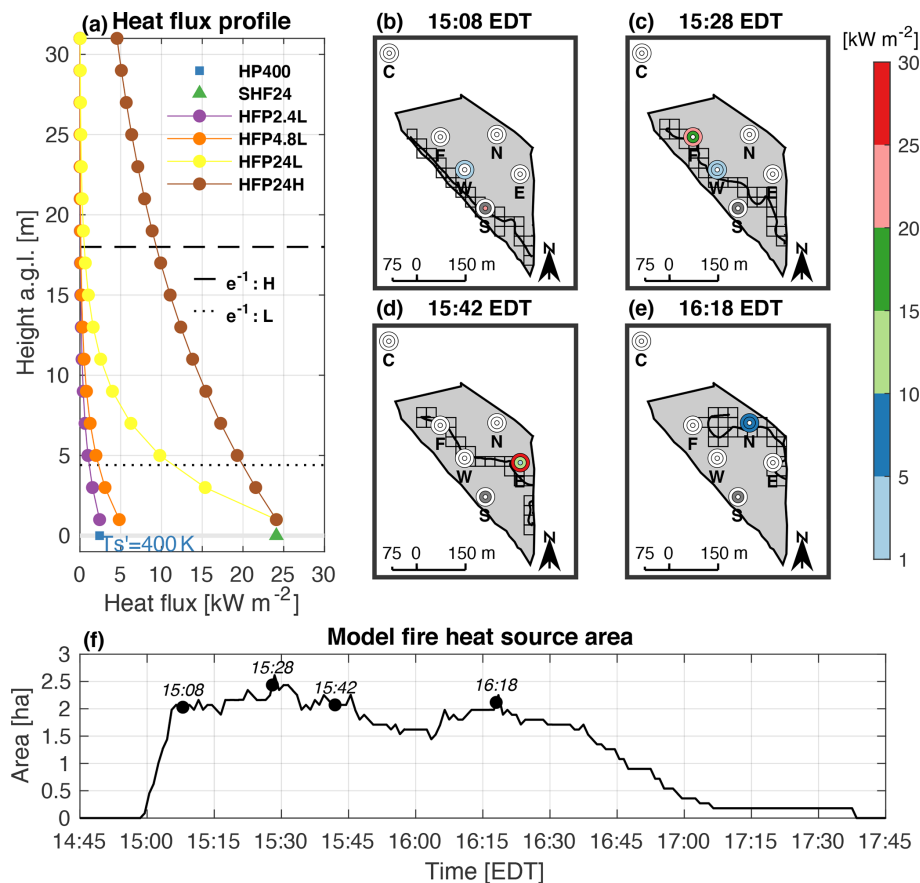 (a) Heat flux profile
Height a.g.l. [m]
30
25
20
15
10
5
0
HP400
SHF24
HFP2.4L
HFP4.8L
HFP24L
HFP24H
e⁻¹ : H
e⁻¹ : L
Ts'=400 K
0 5 10 15 20 25 30
Heat flux [kW m⁻²]
(b) 15:08 EDT
C
F
N
W
E
S
N
75 0 150 m
(c) 15:28 EDT
C
F
N
W
E
S
N
75 0 150 m
(d) 15:42 EDT
C
F
N
W
E
S
N
75 0 150 m
(e) 16:18 EDT
C
F
N
W
E
S
N
75 0 150 m
[kW m⁻²]
30
25
20
15
10
5
1
(f) Model fire heat source area
Area [ha]
3
2.5
2
1.5
1
0.5
0
15:08
15:28
15:42
16:18
14:45 15:00 15:15 15:30 15:45 16:00 16:15 16:30 16:45 17:00 17:15 17:30 17:45
Time [EDT]